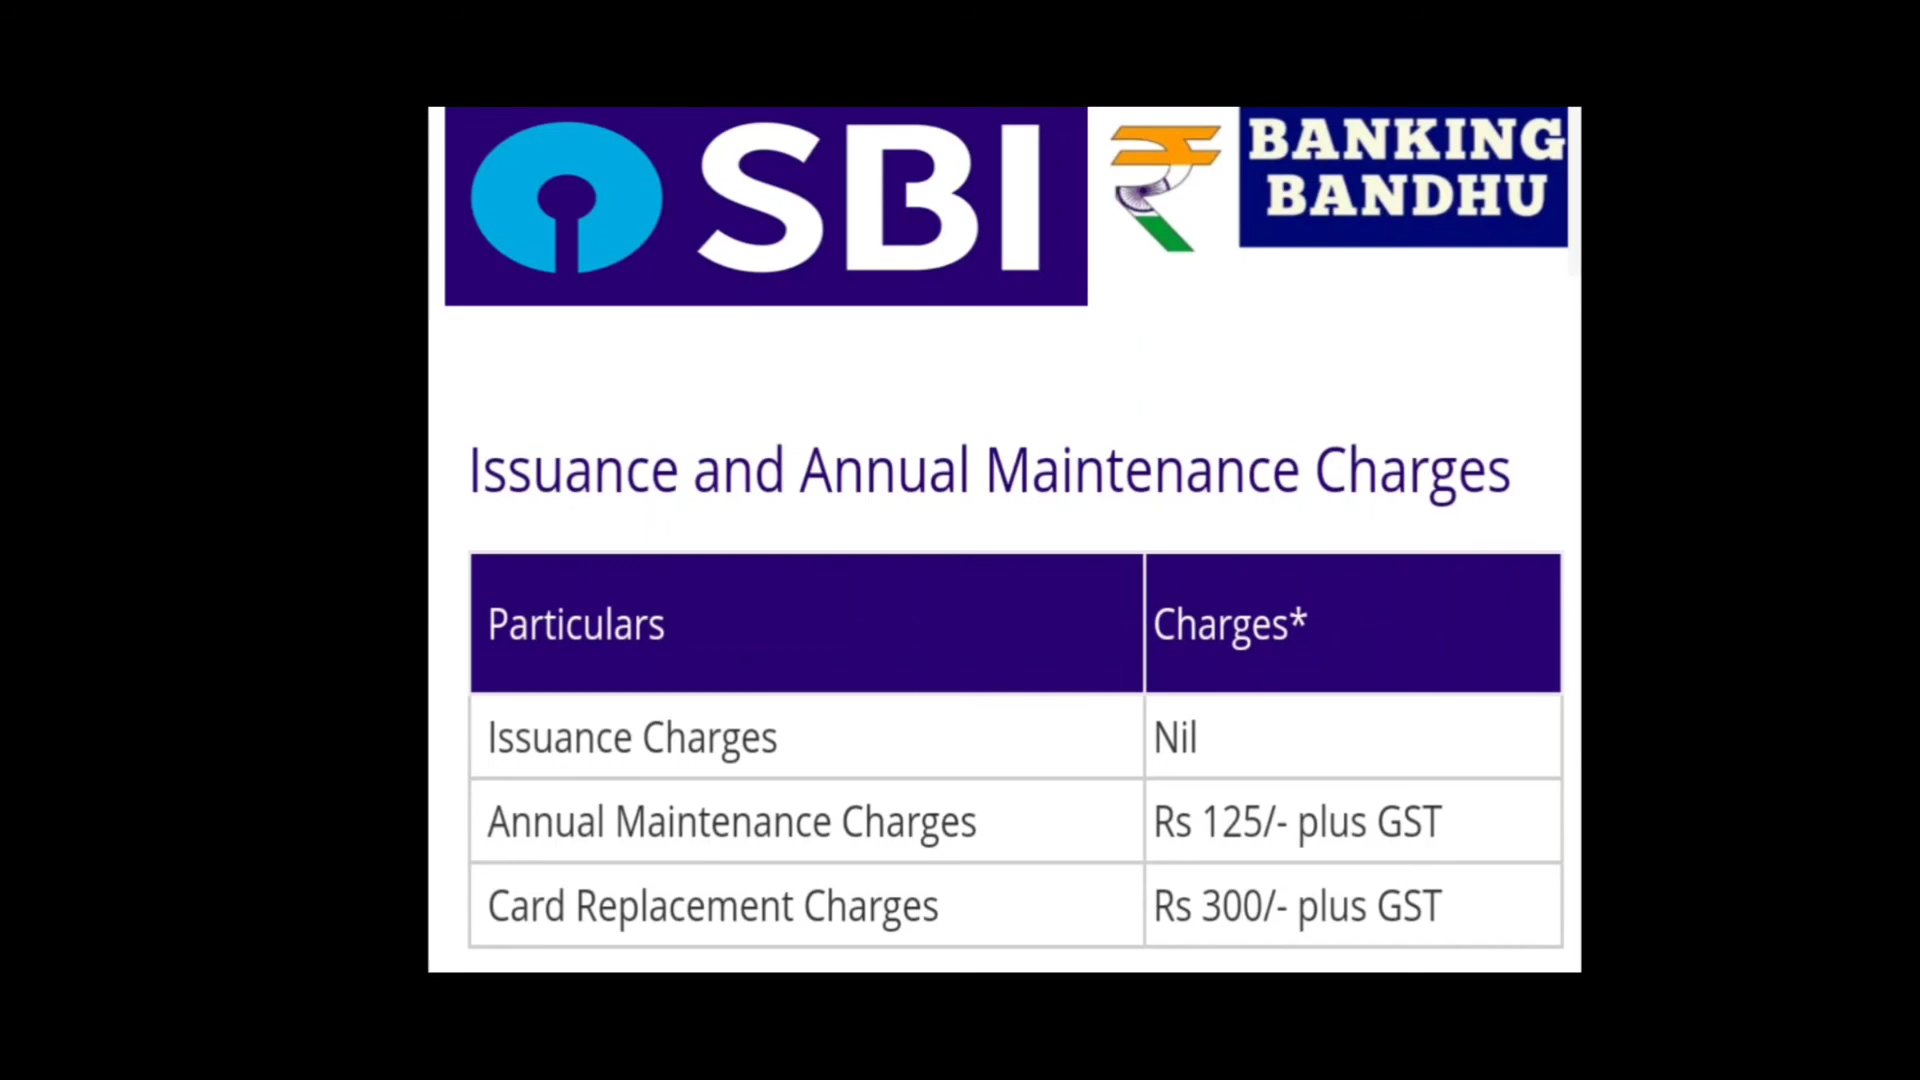 SBI
BANKING
BANDHU
Issuance and Annual Maintenance Charges
Particulars Charges*
Issuance Charges Nil
Annual Maintenance Charges Rs 125/- plus GST
Card Replacement Charges Rs 300/- plus GST